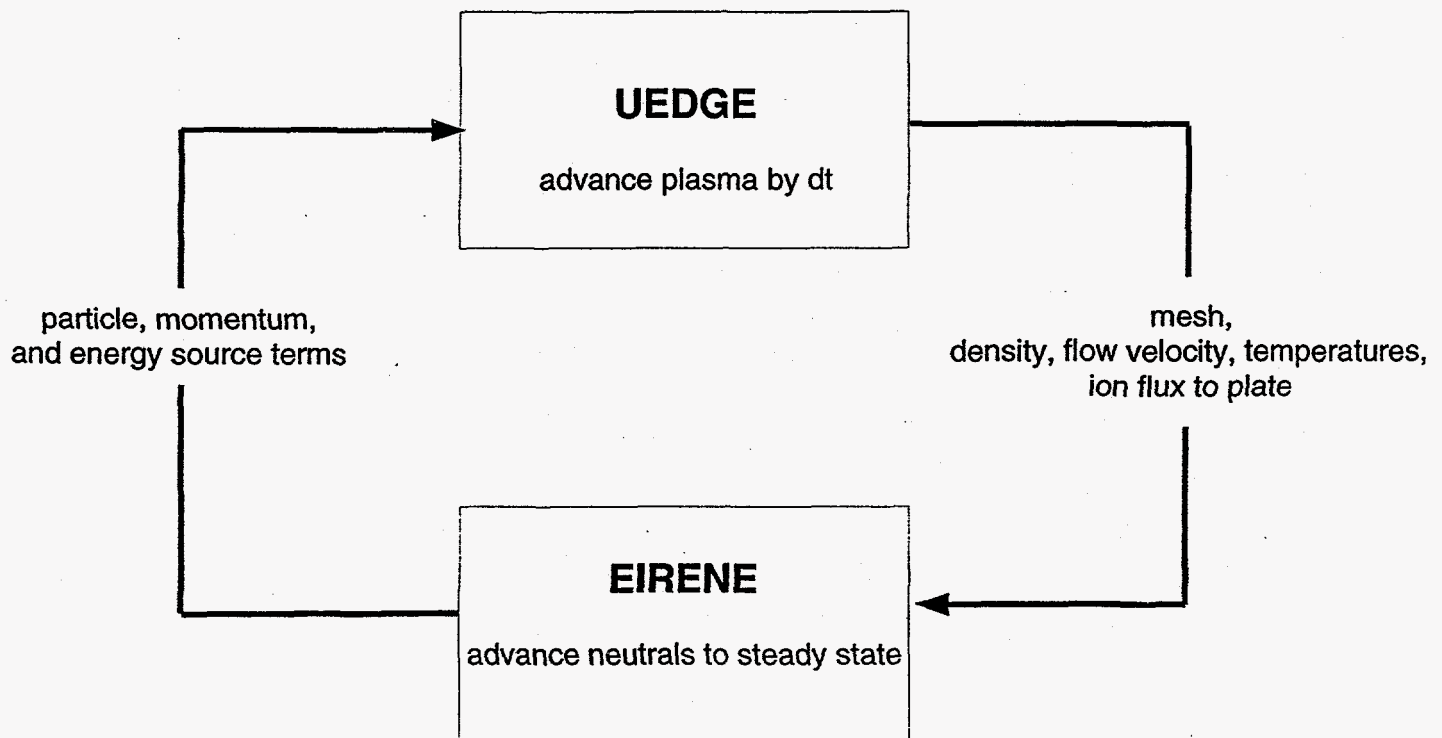 UEDGE
advance plasma by dt
particle, momentum,
and energy source terms
mesh,
density, flow velocity, temperatures,
ion flux to plate
EIRENE
advance neutrals to steady state